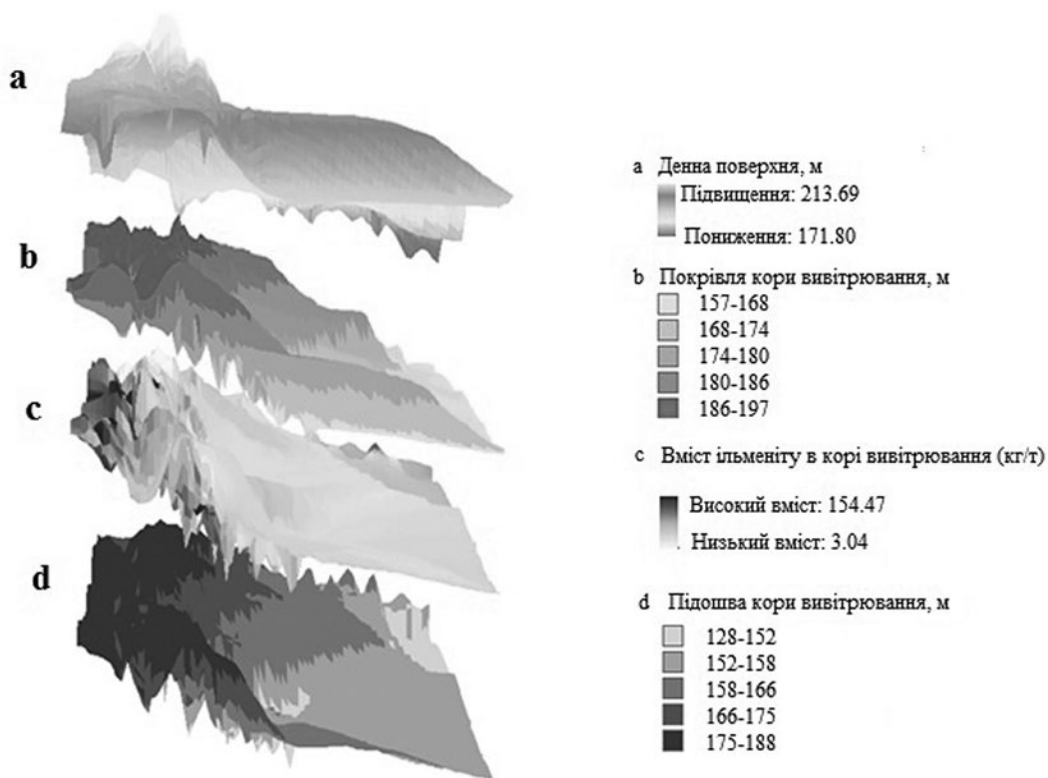 a
b
c
d
a Денна поверхня, м
Підвищення: 213.69
Пониження: 171.80
b Покрівля кори вивітрювання, м
157-168
168-174
174-180
180-186
186-197
c Вміст ільменіту в корі вивітрювання (кг/т)
Високий вміст: 154.47
Низький вміст: 3.04
d Підошва кори вивітрювання, м
128-152
152-158
158-166
166-175
175-188